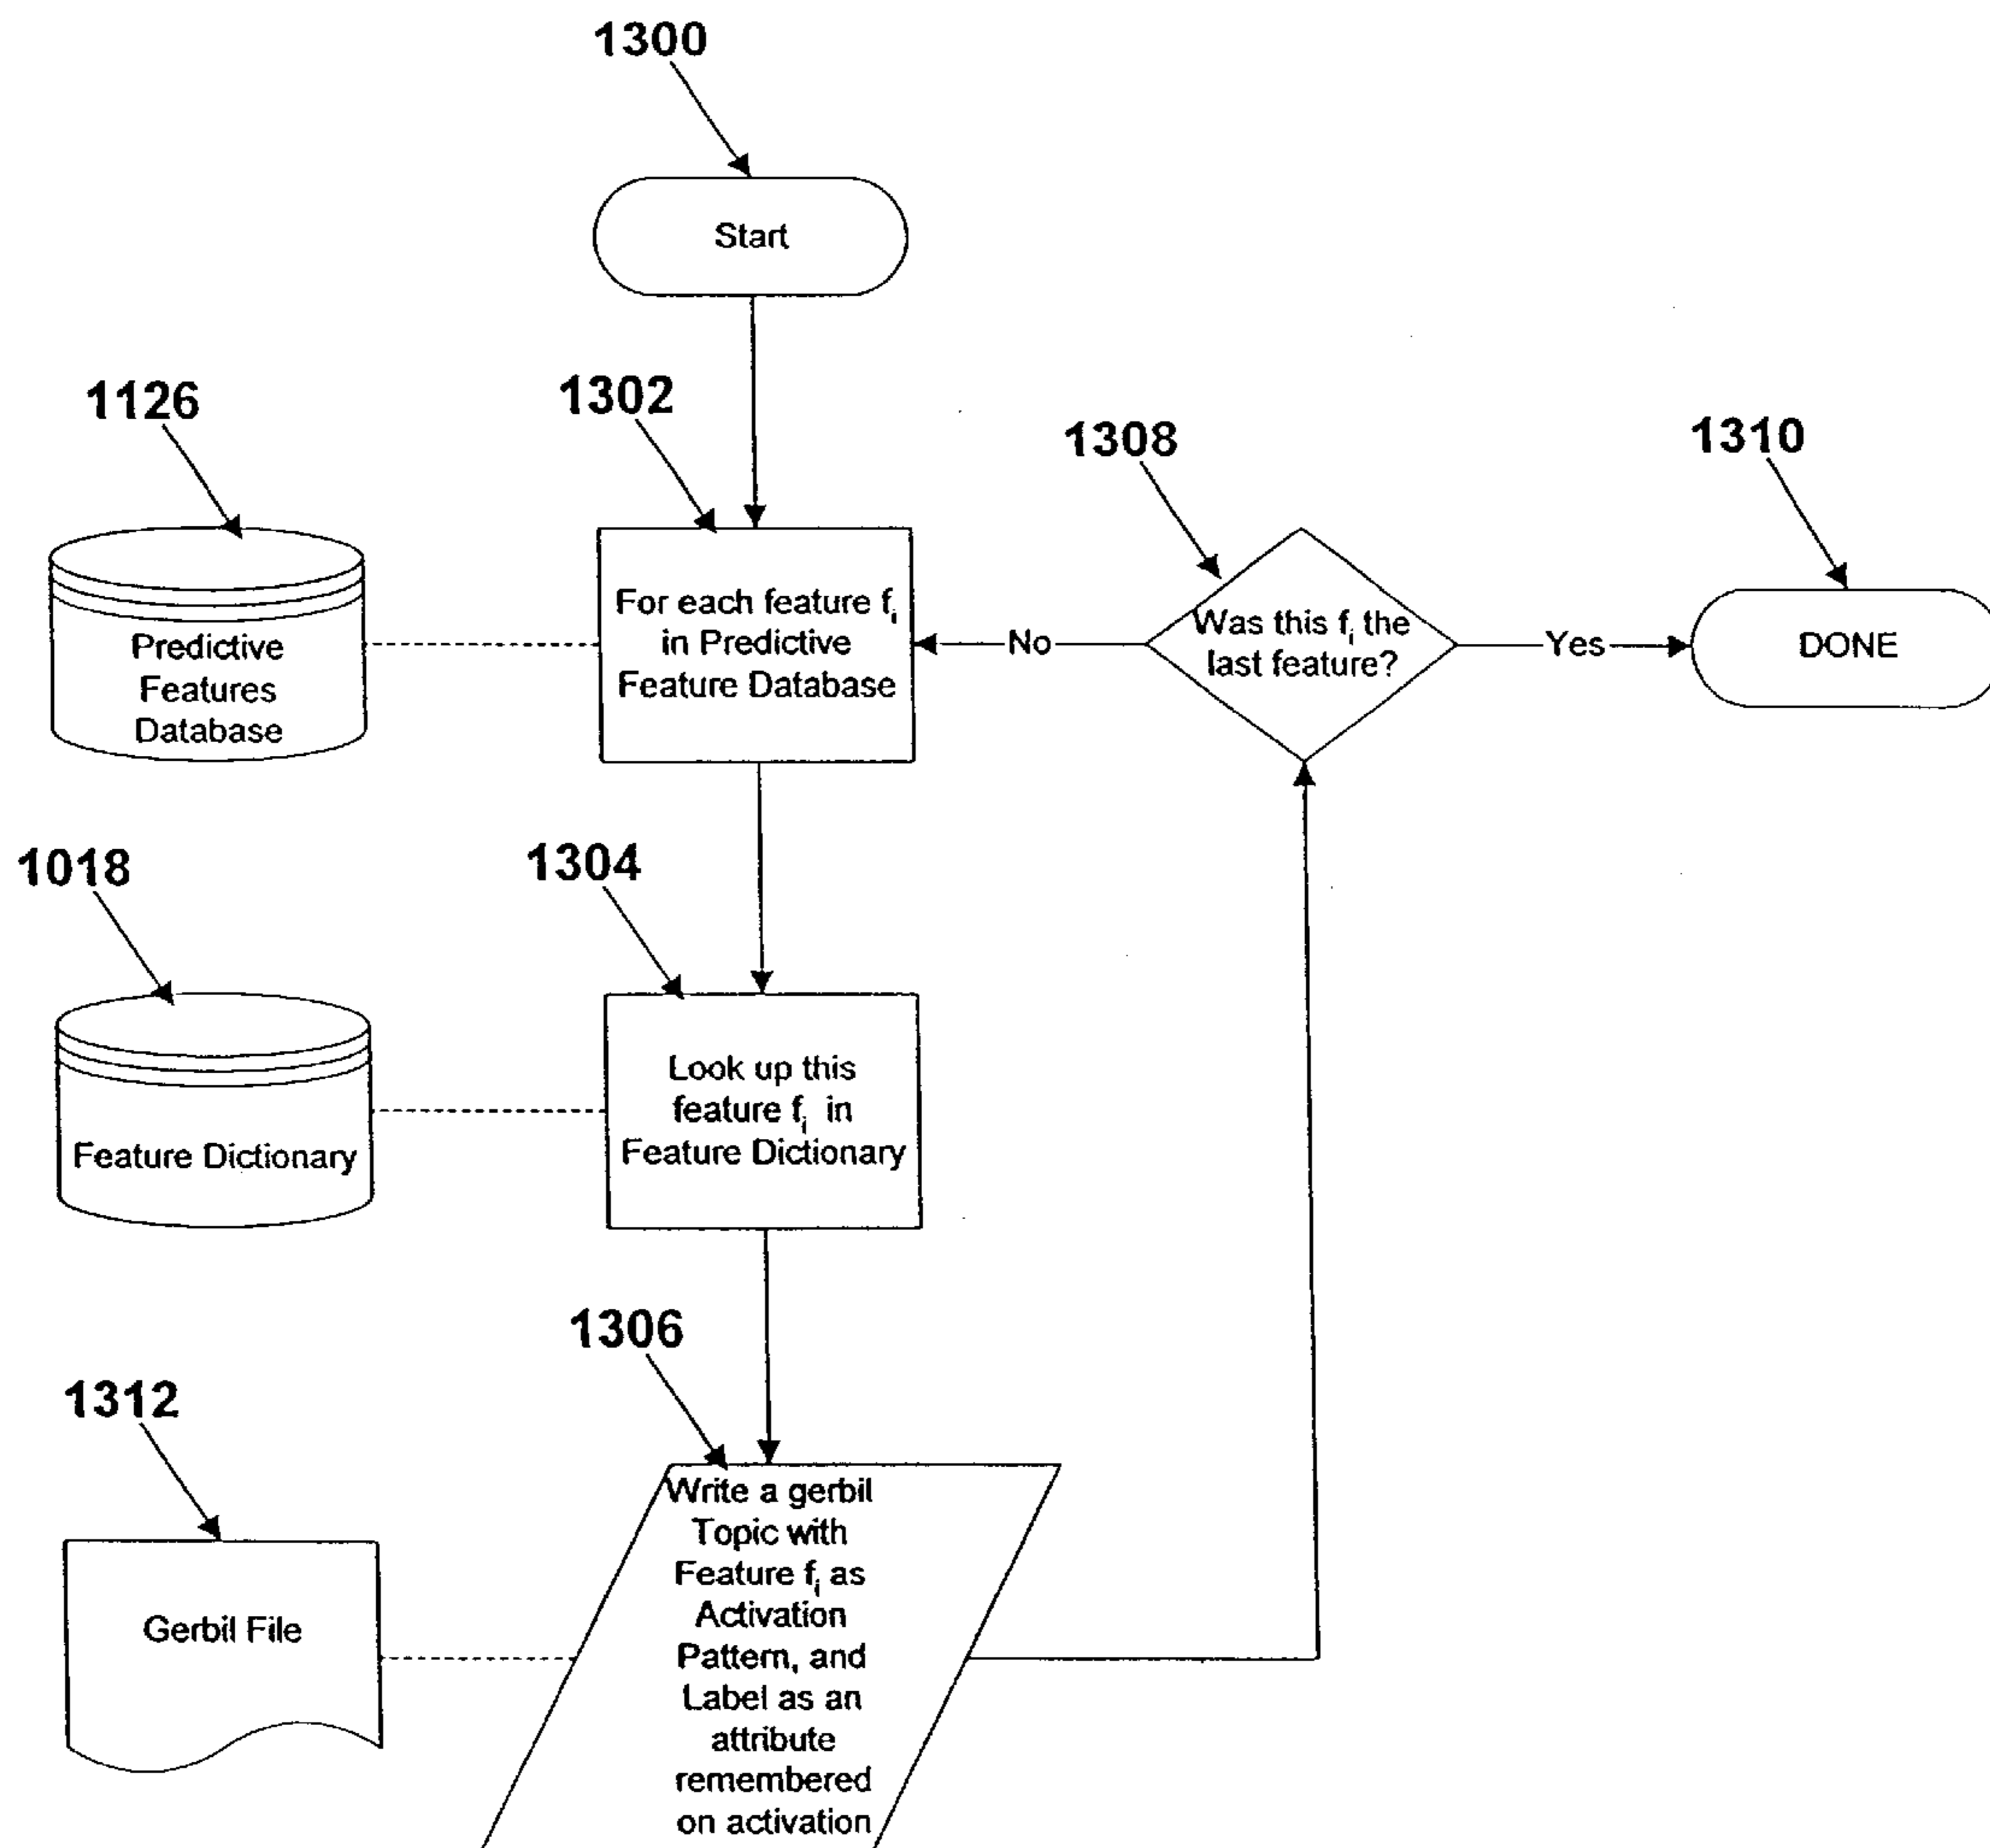 1300
Start
1126
1302
1308
1310
Predictive
Features
Database
For each feature fi
in Predictive
Feature Database
No
Was this fi the
last feature?
Yes
DONE
1018
1304
Feature Dictionary
Look up this
feature fi in
Feature Dictionary
1306
1312
Gerbil File
Write a gerbil
Topic with
Feature fi as
Activation
Pattern, and
Label as an
attribute
remembered
on activation